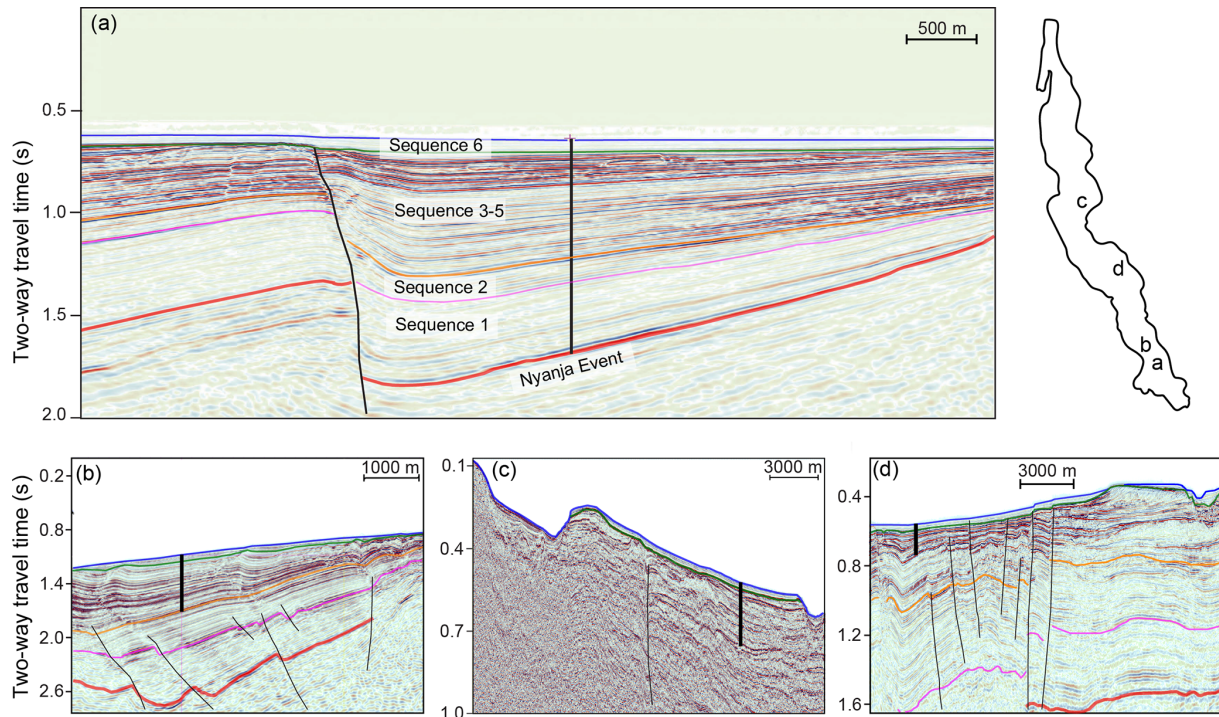 (a)
500 m
Two-way travel time (s)
0.5
1.0
1.5
2.0
Sequence 6
Sequence 3-5
Sequence 2
Sequence 1
Nyanja Event
c
d
b
a
(b)
1000 m
Two-way travel time (s)
0.2
0.8
1.4
2.0
2.6
(c)
3000 m
0.1
0.4
0.7
1.0
(d)
3000 m
0.4
0.8
1.2
1.6